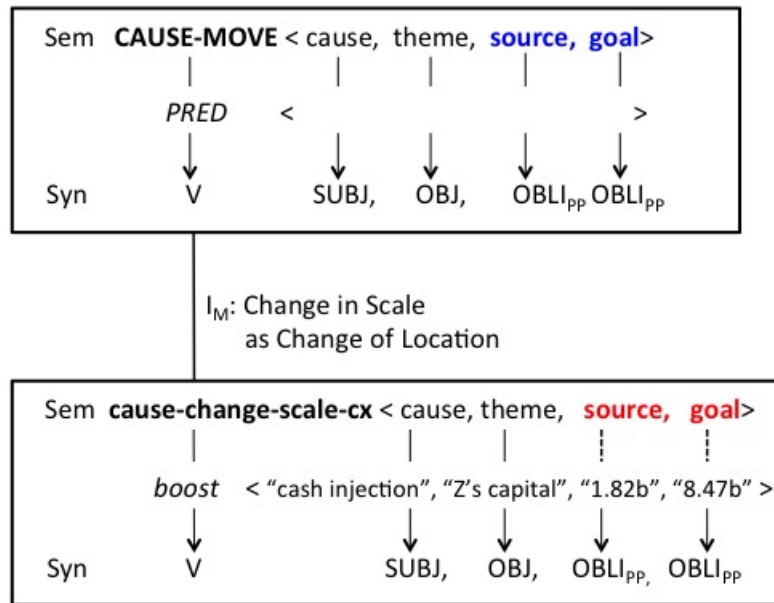 Sem CAUSE-MOVE < cause, theme, source, goal>
PRED < >
Syn V SUBJ, OBJ, OBLIPP OBLIPP
IM: Change in Scale
as Change of Location
Sem cause-change-scale-cx < cause, theme, source, goal>
boost < “cash injection”, “Z’s capital”, “1.82b”, “8.47b” >
Syn V SUBJ, OBJ, OBLIPP, OBLIPP